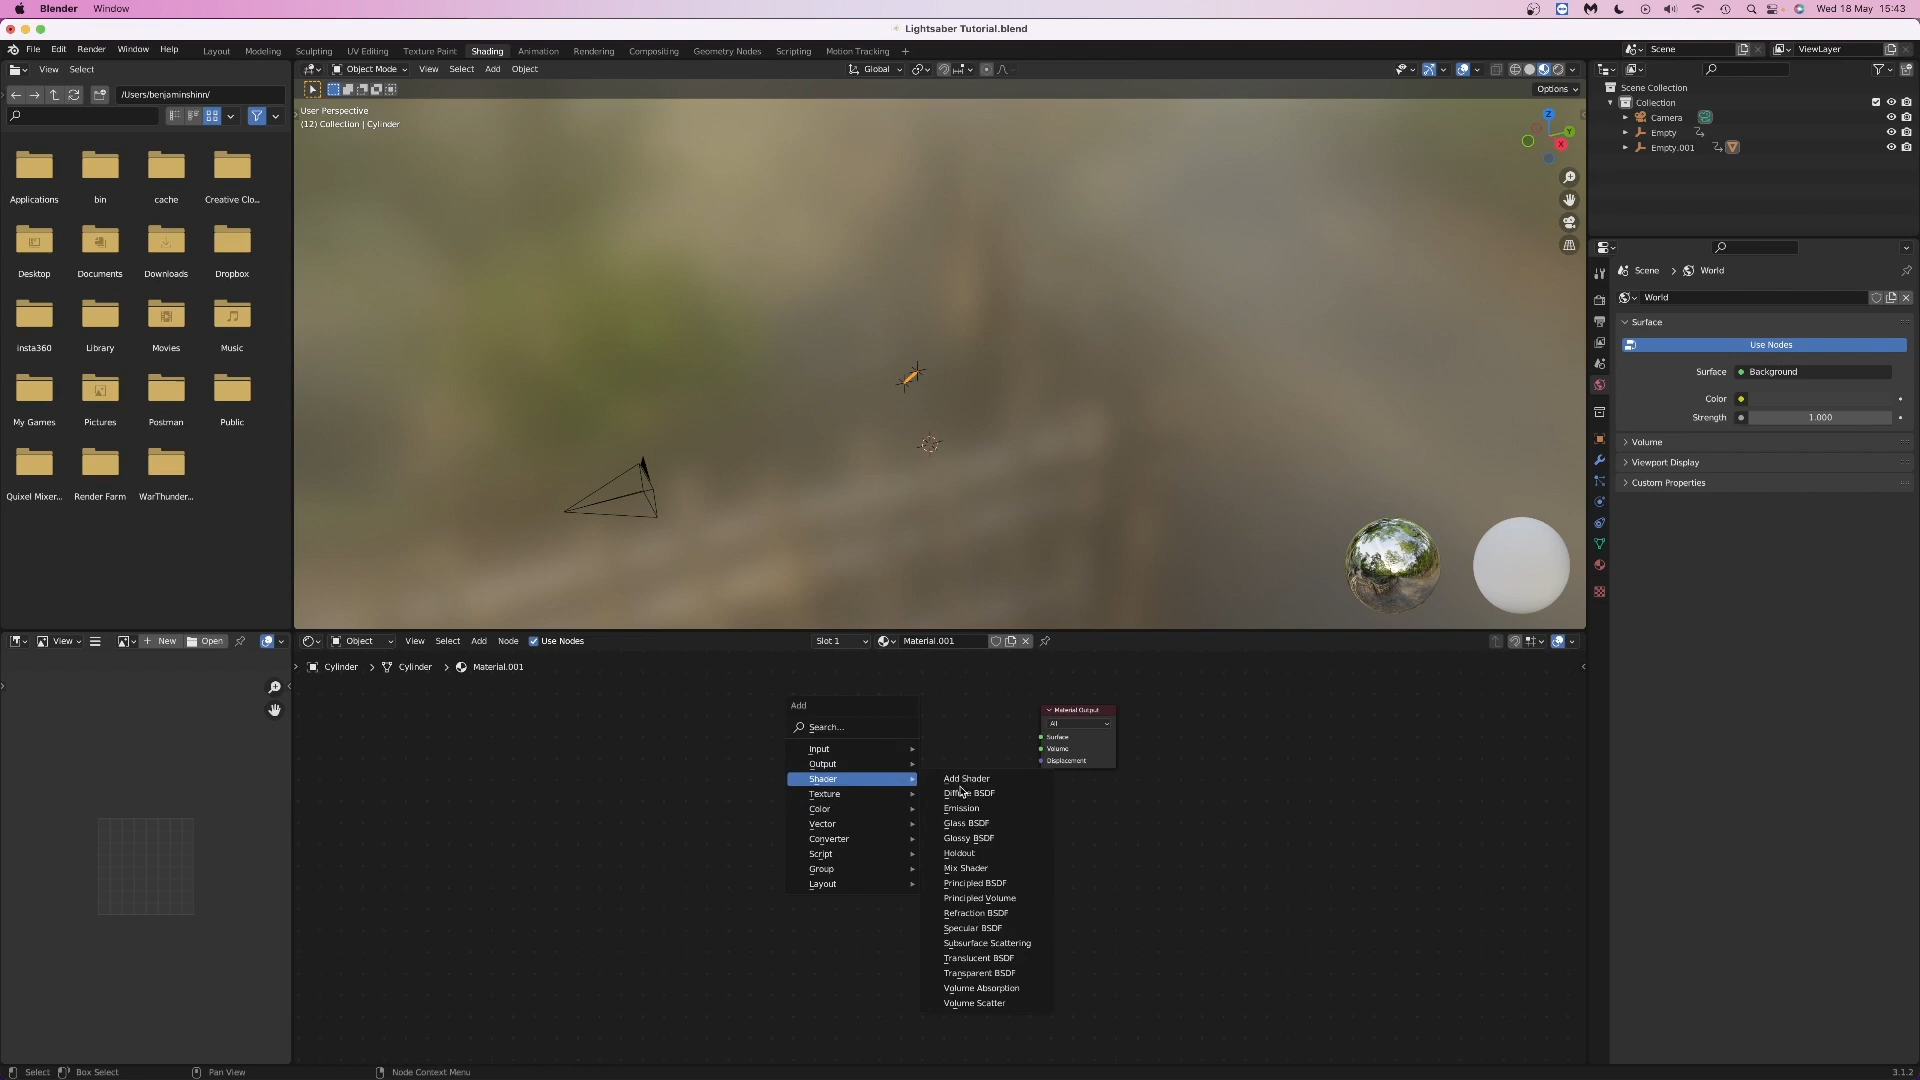 Blender Window Wed 18 May 15:43
Lightsaber Tutorial.blend
File Edit Render Window Help Layout Modeling Sculpting UV Editing Texture Paint Shading Animation Rendering Compositing Geometry Nodes Scripting Motion Tracking + Scene ViewLayer
View Select Object Mode View Select Add Object Global
/Users/benjaminshinn/ Options
User Perspective
(12) Collection | Cylinder
Scene Collection
Collection
Camera
Empty
Empty.001
Z
Y
X
Applications bin cache Creative Clo...
Desktop Documents Downloads Dropbox
insta360 Library Movies Music
My Games Pictures Postman Public
Quixel Mixer... Render Farm WarThunder...
Scene > World
World
Surface
Use Nodes
Surface Background
Color
Strength 1.000
Volume
Viewport Display
Custom Properties
View New Open Object View Select Add Node Use Nodes Slot 1 Material.001
Cylinder > Cylinder > Material.001
Add
Search...
Input
Output
Shader
Texture
Color
Vector
Converter
Script
Group
Layout
Add Shader
Diffuse BSDF
Emission
Glass BSDF
Glossy BSDF
Holdout
Mix Shader
Principled BSDF
Principled Volume
Refraction BSDF
Specular BSDF
Subsurface Scattering
Translucent BSDF
Transparent BSDF
Volume Absorption
Volume Scatter
Material Output
All
Surface
Volume
Displacement
Select Box Select Pan View Node Context Menu 3.1.2